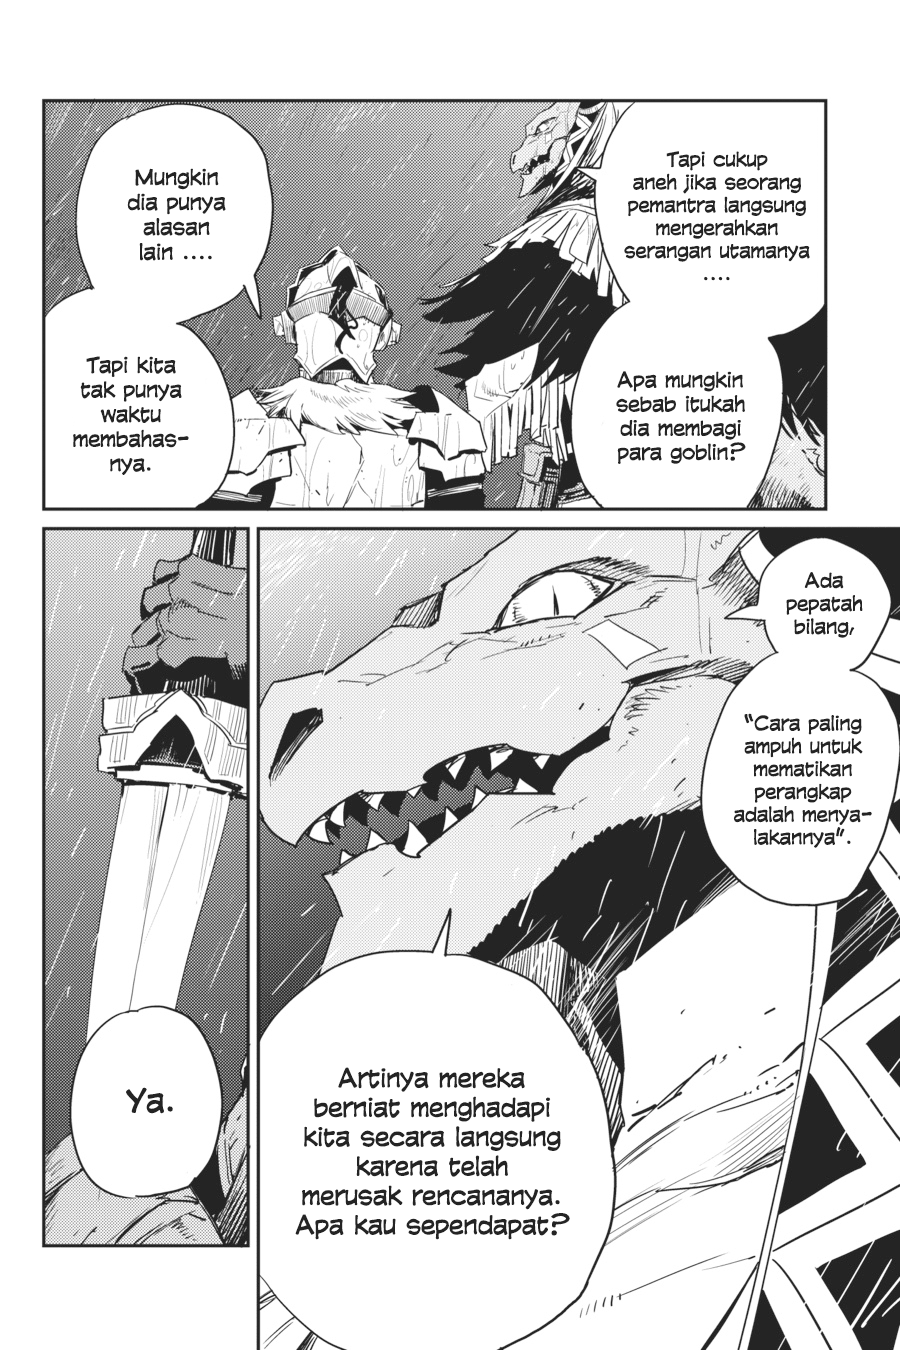 Tapi cukup
aneh jika seorang
pemantra langsung
mengerahkan
serangan utamanya
....
Apa mungkin
sebab itukah
dia membagi
para goblin?
Mungkin
dia punya
alasan
lain ....
Tapi kita
tak punya
waktu
membahas-
nya.
Ada
pepatah
bilang,
"Cara paling
ampuh untuk
mematikan
perangkap
adalah menya-
lakannya".
Artinya mereka
berniat menghadapi
kita secara langsung
karena telah
merusak rencananya.
Apa kau sependapat?
Ya.